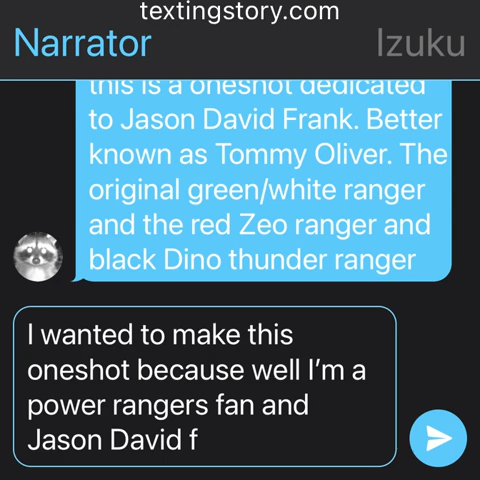 textingstory.com
Narrator Izuku
this is a oneshot dedicated
to Jason David Frank. Better
known as Tommy Oliver. The
original green/white ranger
and the red Zeo ranger and
black Dino thunder ranger
I wanted to make this
oneshot because well I’m a
power rangers fan and
Jason David f